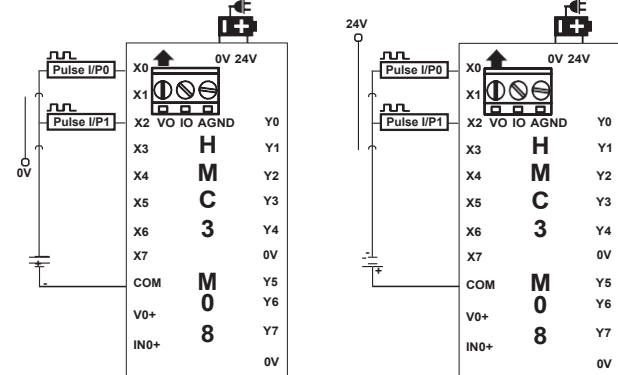 0V 24V
Pulse I/P0
X0
X1
Pulse I/P1
X2 VO IO AGND Y0
X3 H Y1
0V
X4 M Y2
X5 C Y3
X6 3 Y4
X7 0V
+
-
COM M Y5
0 Y6
V0+
8 Y7
IN0+
0V
24V
0V 24V
Pulse I/P0
X0
X1
Pulse I/P1
X2 VO IO AGND Y0
X3 H Y1
X4 M Y2
X5 C Y3
X6 3 Y4
X7 0V
-
+
COM M Y5
0 Y6
V0+
8 Y7
IN0+
0V